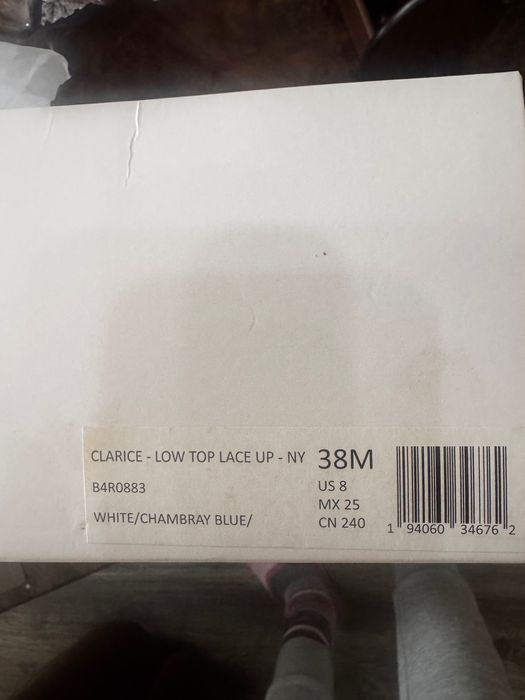 CLARICE - LOW TOP LACE UP - NY
B4R0883
WHITE/CHAMBRAY BLUE/
38M
US 8
MX 25
CN 240
1 94060 34676 2